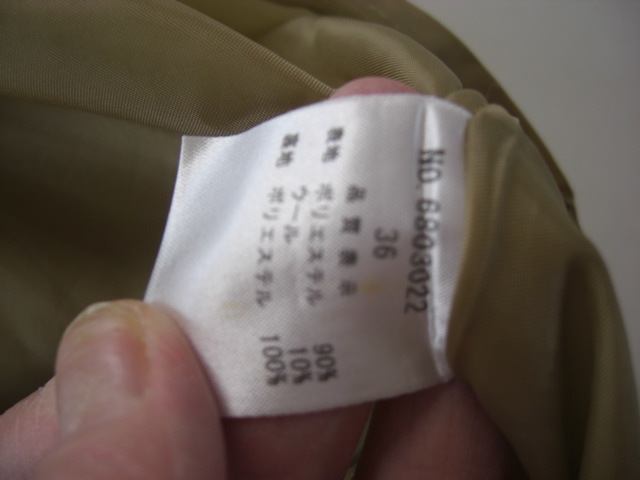 NO. 6803022
36
品質表示
表地 ポリエステル 90%
ウール 10%
裏地 ポリエステル 100%